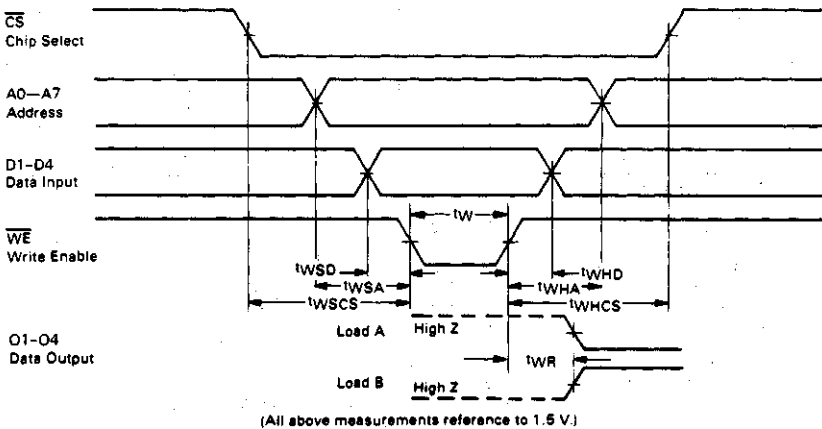 CS
Chip Select
A0—A7
Address
D1-D4
Data Input
tW
WE
Write Enable
tWSD
tWHD
tWSA
tWHA
tWSCS
tWHCS
Load A
High Z
O1-O4
Data Output
tWR
Load B
High Z
(All above measurements reference to 1.5 V.)